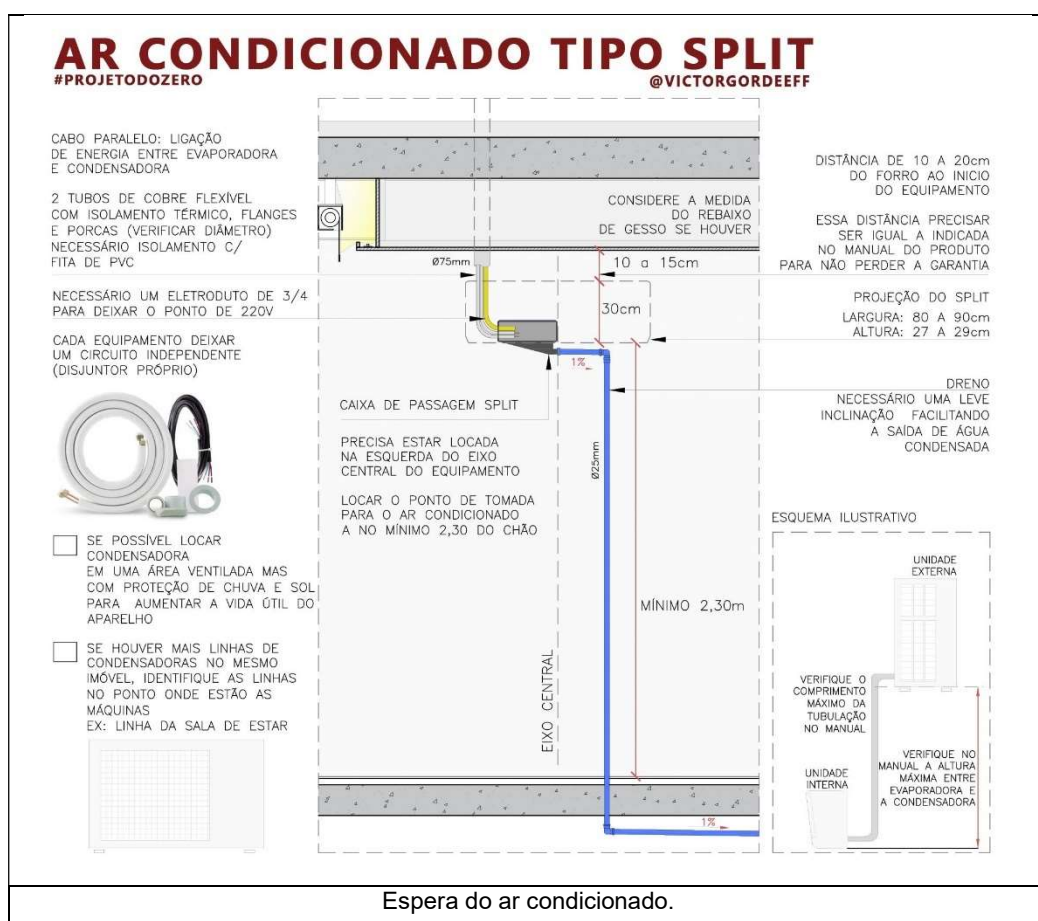 AR CONDICIONADO TIPO SPLIT
#PROJETODOZERO
@VICTORGORDEEFF
CABO PARALELO: LIGAÇÃO
DE ENERGIA ENTRE EVAPORADORA
E CONDENSADORA
2 TUBOS DE COBRE FLEXÍVEL
COM ISOLAMENTO TÉRMICO, FLANGES
E PORCAS (VERIFICAR DIÂMETRO)
NECESSÁRIO ISOLAMENTO C/
FITA DE PVC
NECESSÁRIO UM ELETRODUTO DE 3/4
PARA DEIXAR O PONTO DE 220V
CADA EQUIPAMENTO DEIXAR
UM CIRCUITO INDEPENDENTE
(DISJUNTOR PRÓPRIO)
SE POSSÍVEL LOCAR
CONDENSADORA
EM UMA ÁREA VENTILADA MAS
COM PROTEÇÃO DE CHUVA E SOL
PARA AUMENTAR A VIDA ÚTIL DO
APARELHO
SE HOUVER MAIS LINHAS DE
CONDENSADORAS NO MESMO
IMÓVEL, IDENTIFIQUE AS LINHAS
NO PONTO ONDE ESTÃO AS
MÁQUINAS
EX: LINHA DA SALA DE ESTAR
CONSIDERE A MEDIDA
DO REBAIXO
DE GESSO SE HOUVER
Ø75mm
10 a 15cm
30cm
1%
CAIXA DE PASSAGEM SPLIT
PRECISA ESTAR LOCADA
NA ESQUERDA DO EIXO
CENTRAL DO EQUIPAMENTO
LOCAR O PONTO DE TOMADA
PARA O AR CONDICIONADO
A NO MÍNIMO 2,30 DO CHÃO
Ø25mm
MÍNIMO 2,30m
EIXO CENTRAL
1%
DISTÂNCIA DE 10 A 20cm
DO FORRO AO INICIO
DO EQUIPAMENTO
ESSA DISTÂNCIA PRECISAR
SER IGUAL A INDICADA
NO MANUAL DO PRODUTO
PARA NÃO PERDER A GARANTIA
PROJEÇÃO DO SPLIT
LARGURA: 80 A 90cm
ALTURA: 27 A 29cm
DRENO
NECESSÁRIO UMA LEVE
INCLINAÇÃO FACILITANDO
A SAÍDA DE ÁGUA
CONDENSADA
ESQUEMA ILUSTRATIVO
UNIDADE
EXTERNA
VERIFIQUE O
COMPRIMENTO
MÁXIMO DA
TUBULAÇÃO
NO MANUAL
VERIFIQUE NO
MANUAL A ALTURA
MÁXIMA ENTRE
EVAPORADORA E
A CONDENSADORA
UNIDADE
INTERNA
Espera do ar condicionado.